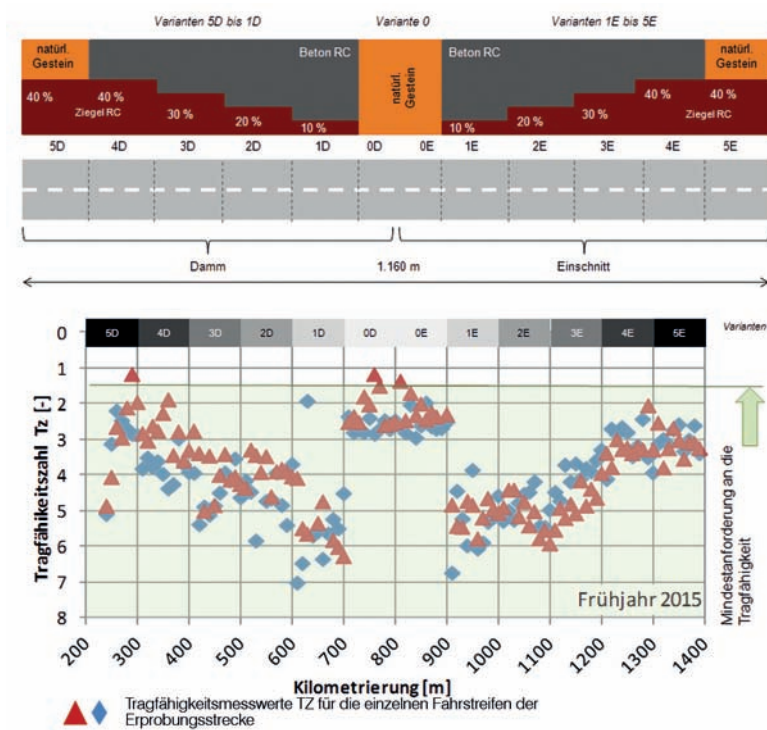 Varianten 5D bis 1D Variante 0 Varianten 1E bis 5E
natürl. Gestein Beton RC natürl. Gestein Beton RC natürl. Gestein
40 % 40 % 30 % 20 % 10 % 10 % 20 % 30 % 40 % 40 %
Ziegel RC Ziegel RC
5D 4D 3D 2D 1D 0D 0E 1E 2E 3E 4E 5E
Damm 1.160 m Einschnitt
5D 4D 3D 2D 1D 0D 0E 1E 2E 3E 4E 5E Varianten
0
1
2
3
4
5
6
7
8
Tragfähikeitszahl Tz [-]
Mindestanforderung an die
Tragfähigkeit
Frühjahr 2015
200 300 400 500 600 700 800 900 1000 1100 1200 1300 1400
Kilometrierung [m]
Tragfähigkeitsmesswerte TZ für die einzelnen Fahrstreifen der
Erprobungsstrecke